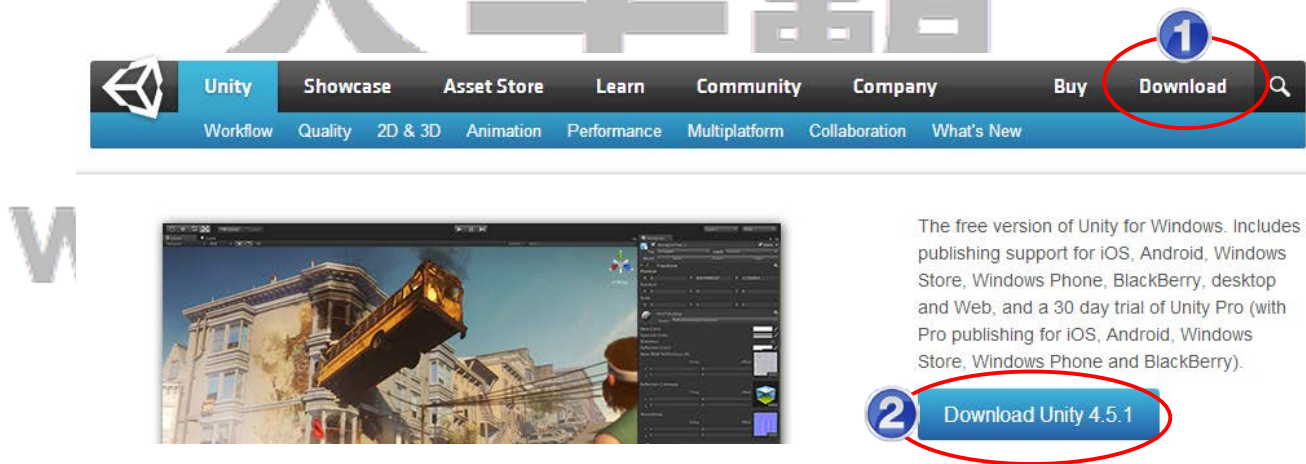 1
Unity Showcase Asset Store Learn Community Company Buy Download
Workflow Quality 2D & 3D Animation Performance Multiplatform Collaboration What's New
The free version of Unity for Windows. Includes
publishing support for iOS, Android, Windows
Store, Windows Phone, BlackBerry, desktop
and Web, and a 30 day trial of Unity Pro (with
Pro publishing for iOS, Android, Windows
Store, Windows Phone and BlackBerry).
2 Download Unity 4.5.1